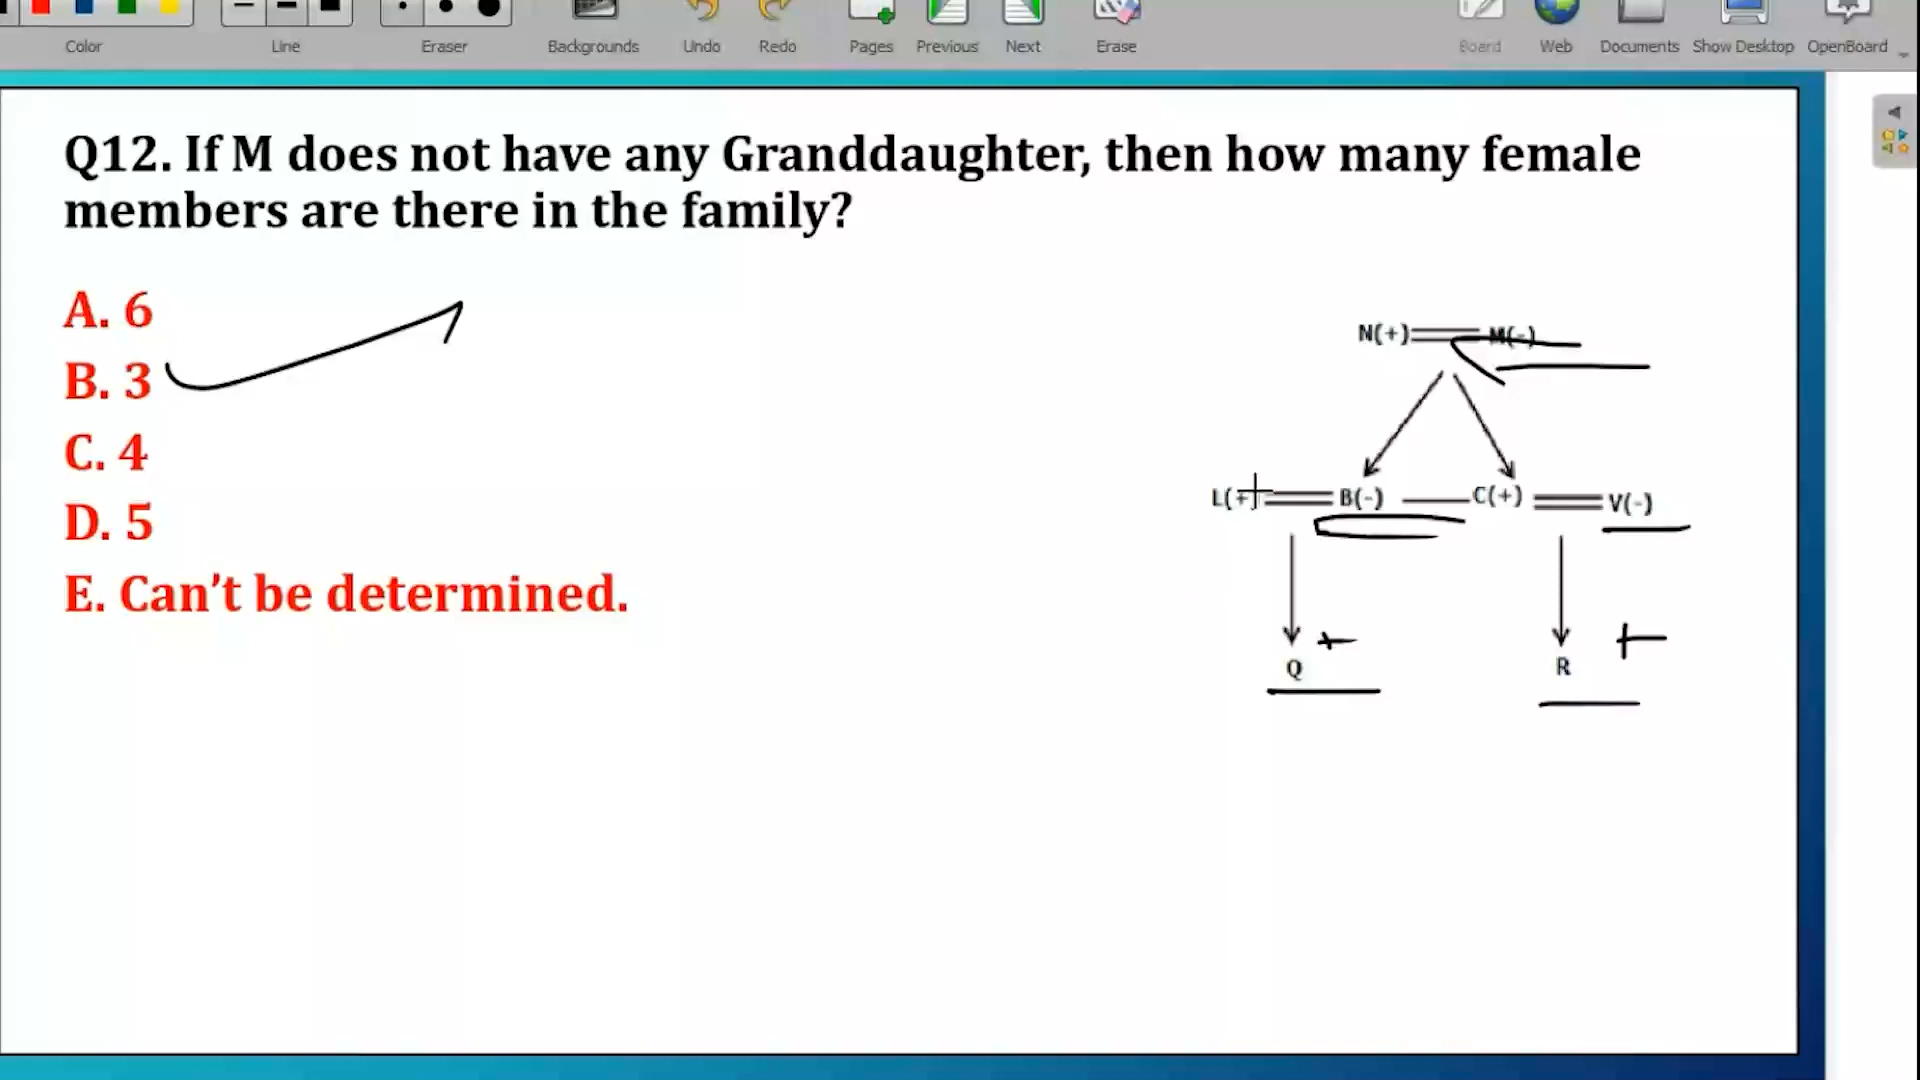 Color Line Eraser Backgrounds Undo Redo Pages Previous Next Erase Board Web Documents Show Desktop OpenBoard
Q12. If M does not have any Granddaughter, then how many female
members are there in the family?
A. 6
B. 3
C. 4
D. 5
E. Can't be determined.
N(+) M(-)
L(+) B(-) C(+) V(-)
+ +
Q R